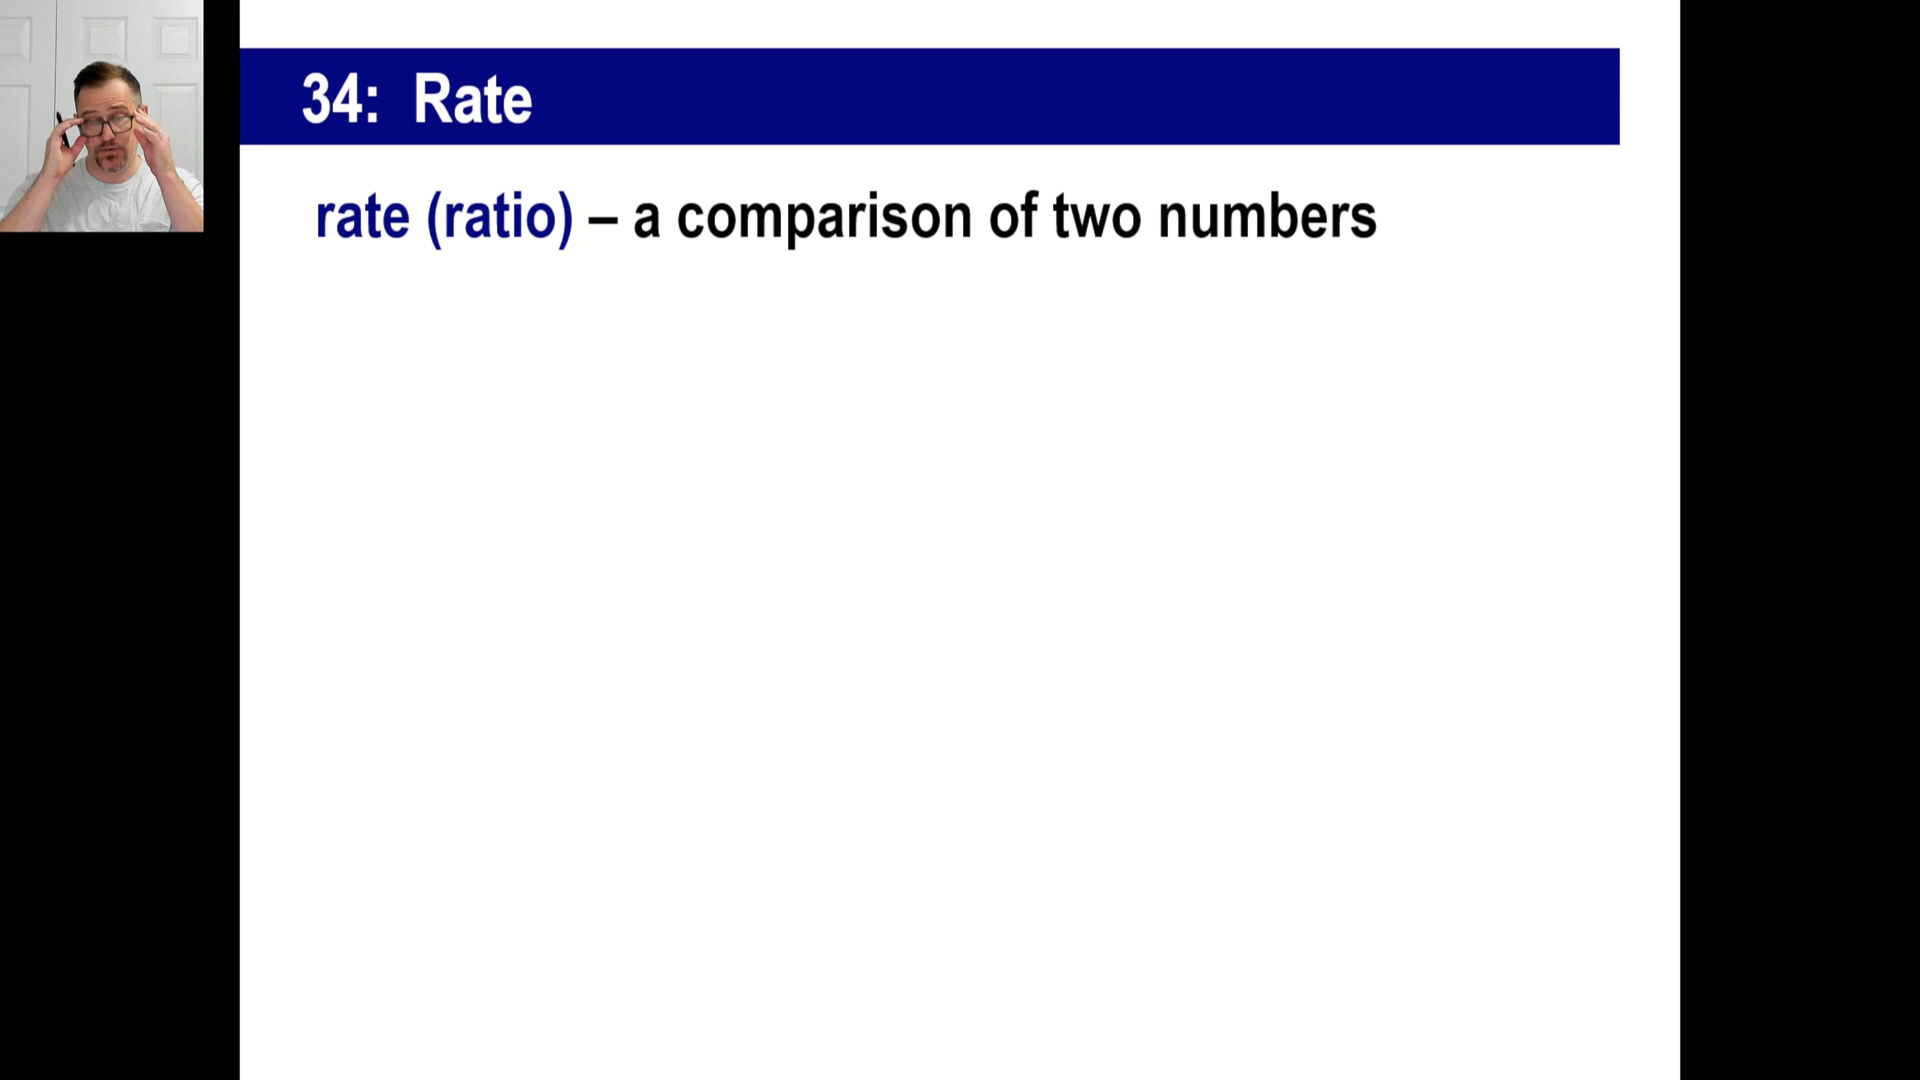 34: Rate
rate (ratio) – a comparison of two numbers